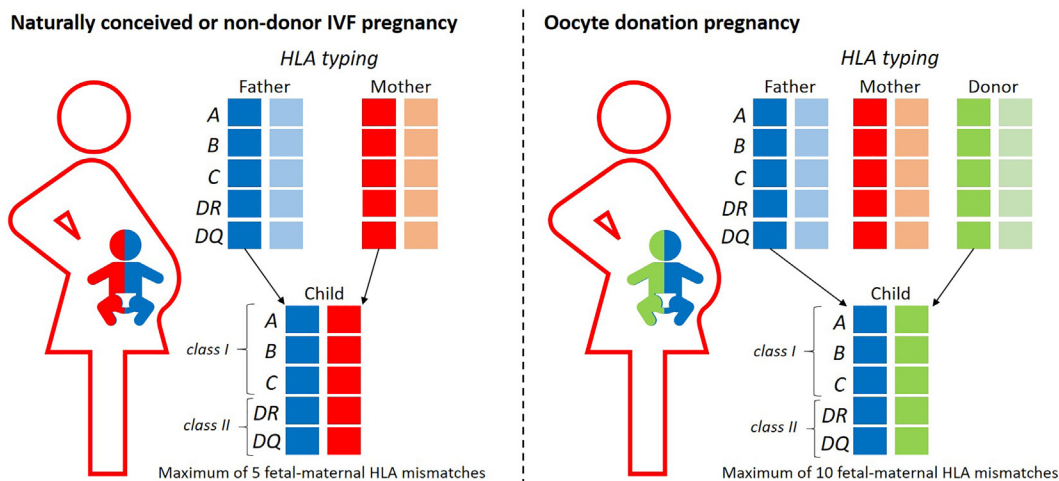 Naturally conceived or non-donor IVF pregnancy
HLA typing
Father Mother
A
B
C
DR
DQ
Child
class I
A
B
C
class II
DR
DQ
Maximum of 5 fetal-maternal HLA mismatches
Oocyte donation pregnancy
HLA typing
Father Mother Donor
A
B
C
DR
DQ
Child
class I
A
B
C
class II
DR
DQ
Maximum of 10 fetal-maternal HLA mismatches